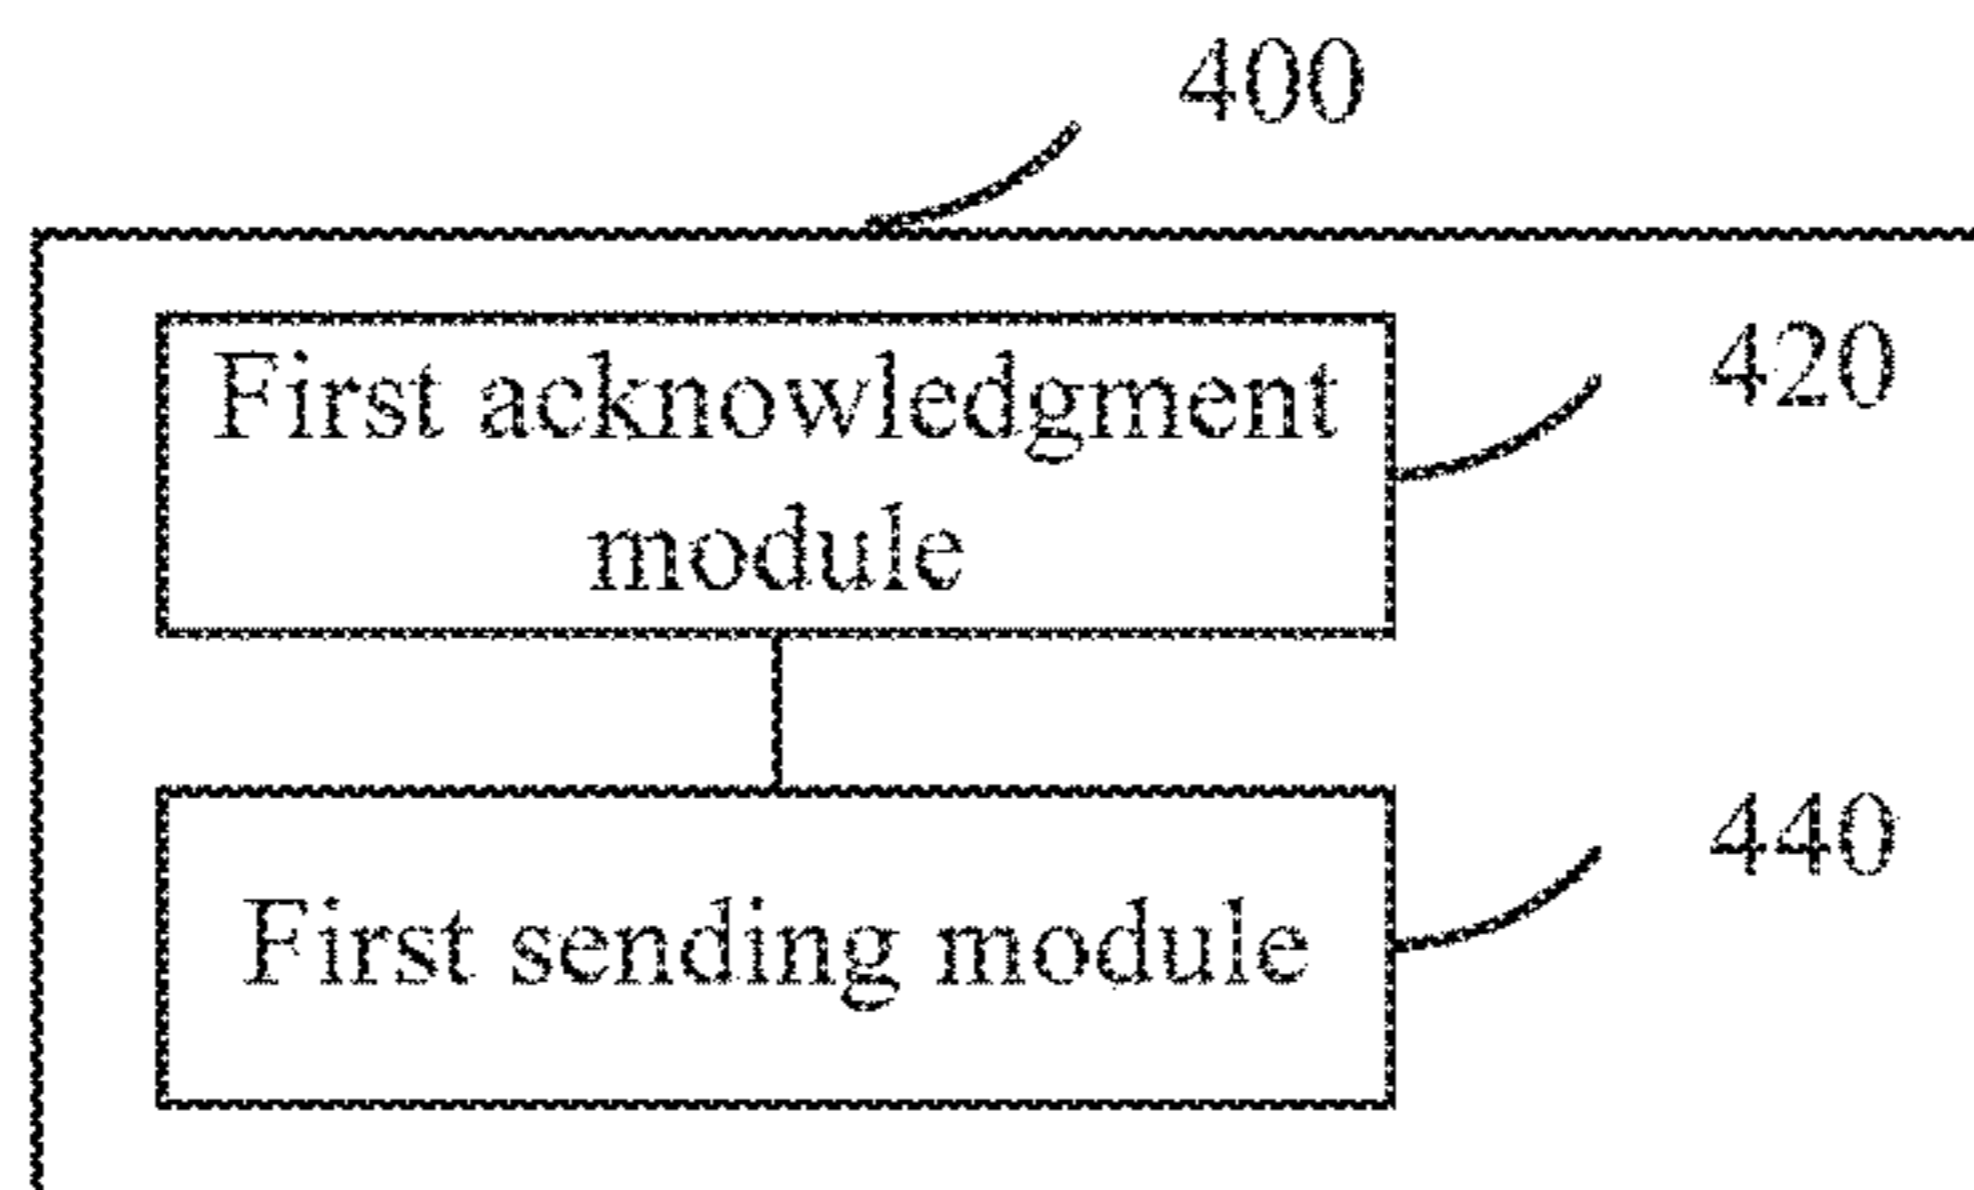 400
First acknowledgment
module
420
First sending module
440